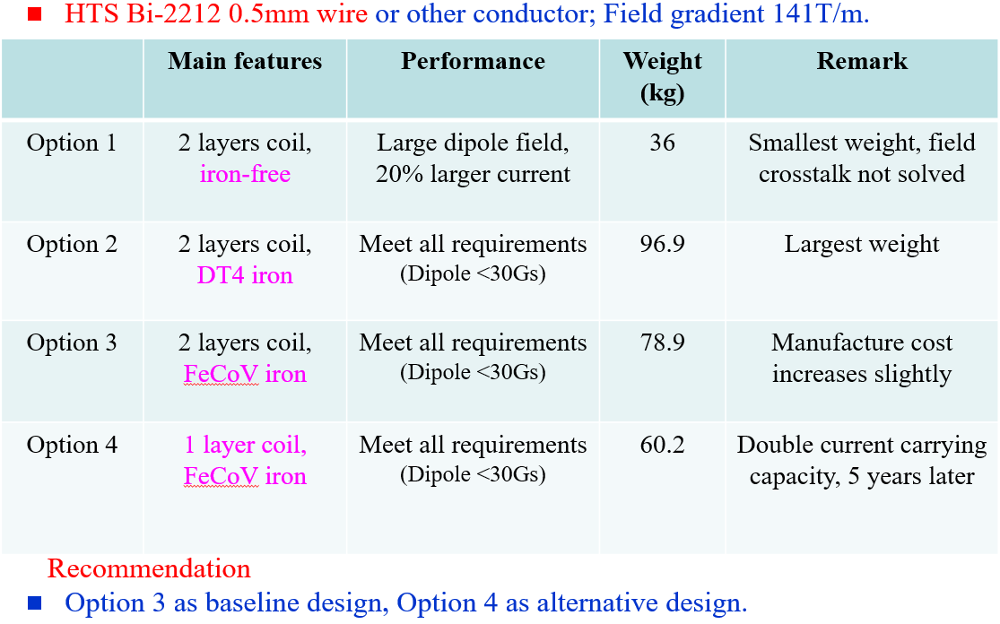 HTS Bi-2212 0.5mm wire or other conductor; Field gradient 141T/m.
Main features Performance Weight (kg) Remark
Option 1
2 layers coil,
iron-free
Large dipole field,
20% larger current
36
Smallest weight, field
crosstalk not solved
Option 2
2 layers coil,
DT4 iron
Meet all requirements
(Dipole <30Gs)
96.9
Largest weight
Option 3
2 layers coil,
FeCoV iron
Meet all requirements
(Dipole <30Gs)
78.9
Manufacture cost
increases slightly
Option 4
1 layer coil,
FeCoV iron
Meet all requirements
(Dipole <30Gs)
60.2
Double current carrying
capacity, 5 years later
Recommendation
Option 3 as baseline design, Option 4 as alternative design.